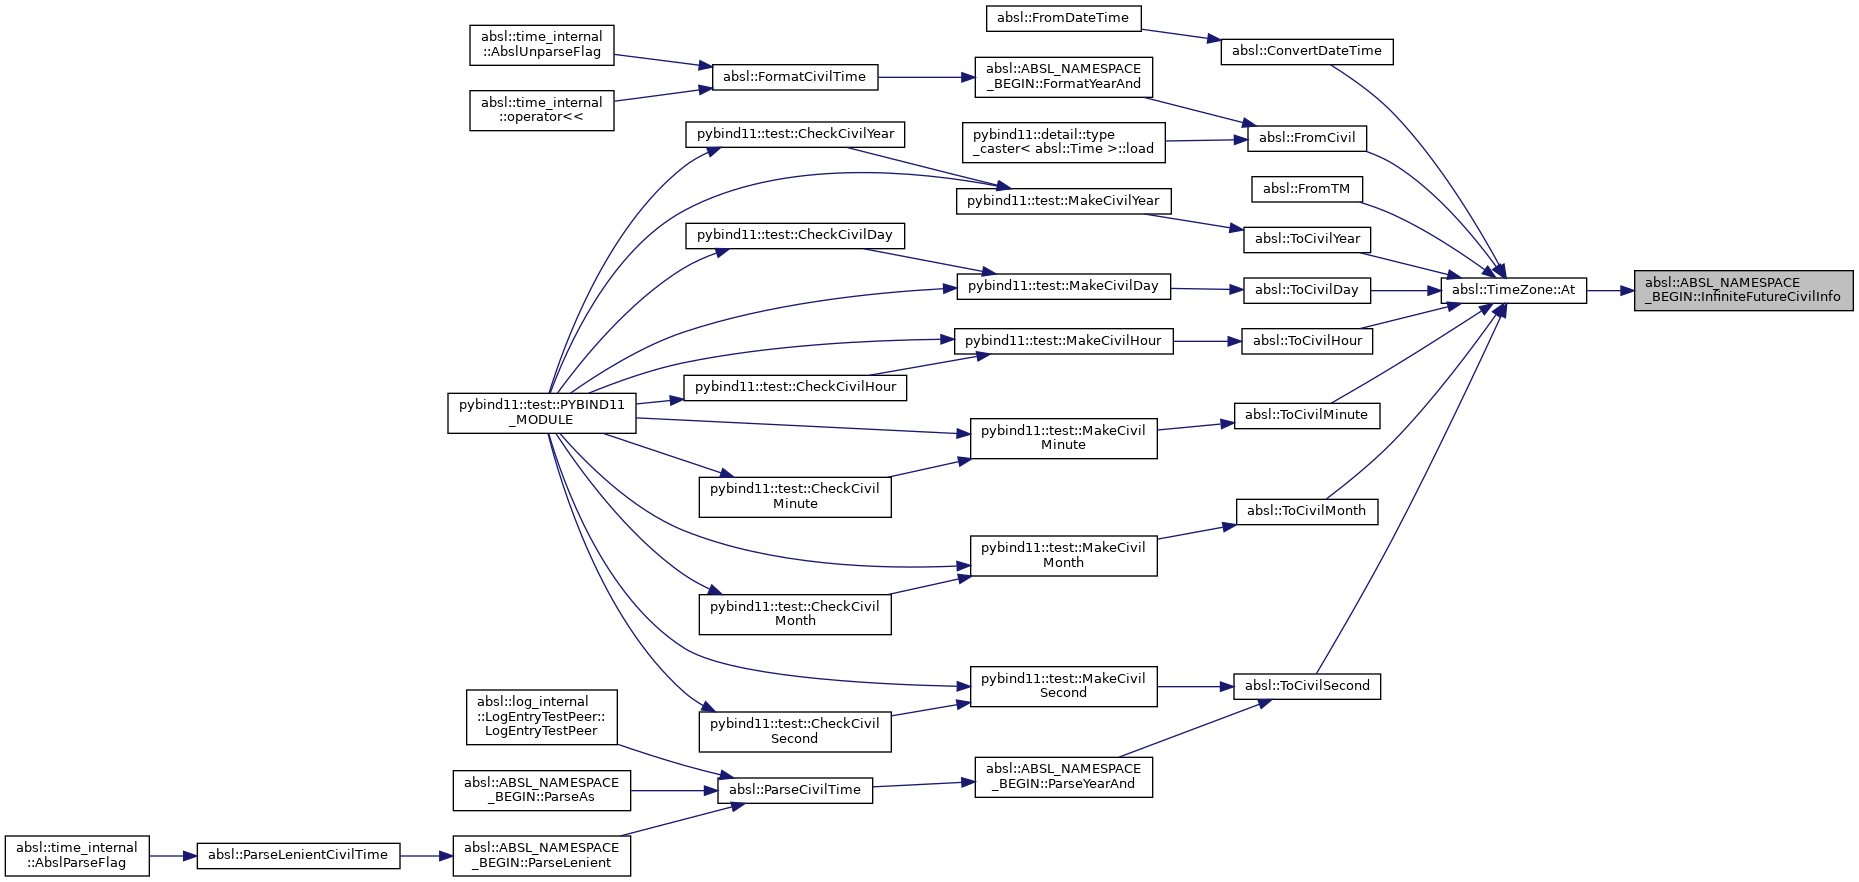 absl::FromDateTime
absl::time_internal
::AbslUnparseFlag
absl::ConvertDateTime
absl::FormatCivilTime
absl::ABSL_NAMESPACE
_BEGIN::FormatYearAnd
absl::time_internal
::operator<<
pybind11::test::CheckCivilYear
pybind11::detail::type
_caster< absl::Time >::load
absl::FromCivil
absl::FromTM
pybind11::test::MakeCivilYear
pybind11::test::CheckCivilDay
absl::ToCivilYear
pybind11::test::MakeCivilDay
absl::ToCivilDay
absl::TimeZone::At
absl::ABSL_NAMESPACE
_BEGIN::InfiniteFutureCivilInfo
pybind11::test::MakeCivilHour
absl::ToCivilHour
pybind11::test::CheckCivilHour
pybind11::test::PYBIND11
_MODULE
absl::ToCivilMinute
pybind11::test::MakeCivil
Minute
pybind11::test::CheckCivil
Minute
absl::ToCivilMonth
pybind11::test::MakeCivil
Month
pybind11::test::CheckCivil
Month
pybind11::test::MakeCivil
Second
absl::ToCivilSecond
absl::log_internal
::LogEntryTestPeer::
LogEntryTestPeer
pybind11::test::CheckCivil
Second
absl::ABSL_NAMESPACE
_BEGIN::ParseAs
absl::ParseCivilTime
absl::ABSL_NAMESPACE
_BEGIN::ParseYearAnd
absl::time_internal
::AbslParseFlag
absl::ParseLenientCivilTime
absl::ABSL_NAMESPACE
_BEGIN::ParseLenient